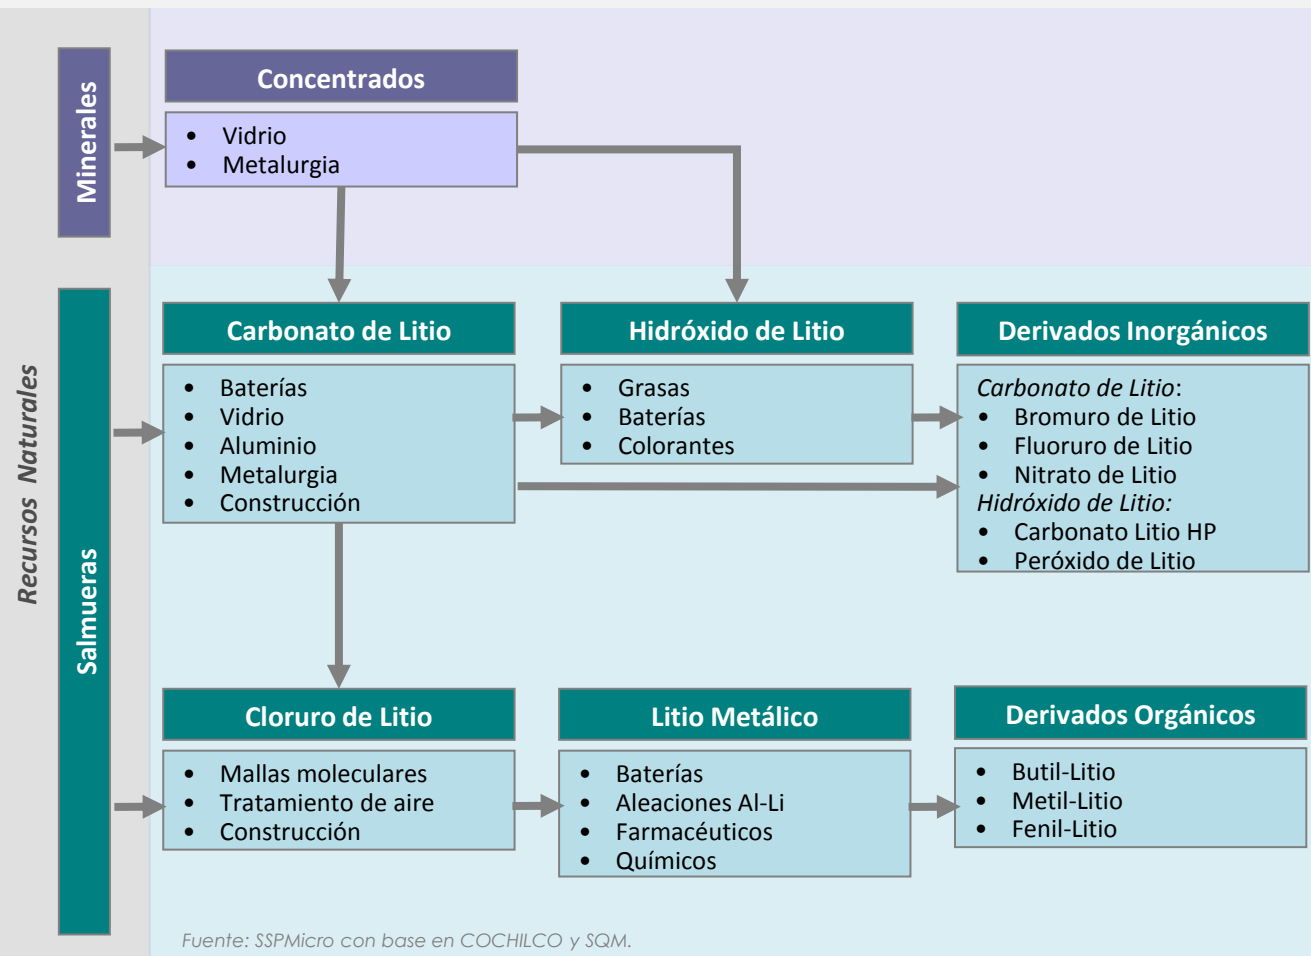 Recursos Naturales
Minerales
Concentrados
• Vidrio
• Metalurgia
Salmueras
Carbonato de Litio
• Baterías
• Vidrio
• Aluminio
• Metalurgia
• Construcción
Hidróxido de Litio
• Grasas
• Baterías
• Colorantes
Derivados Inorgánicos
Carbonato de Litio:
• Bromuro de Litio
• Fluoruro de Litio
• Nitrato de Litio
Hidróxido de Litio:
• Carbonato Litio HP
• Peróxido de Litio
Cloruro de Litio
• Mallas moleculares
• Tratamiento de aire
• Construcción
Litio Metálico
• Baterías
• Aleaciones Al-Li
• Farmacéuticos
• Químicos
Derivados Orgánicos
• Butil-Litio
• Metil-Litio
• Fenil-Litio
Fuente: SSPMicro con base en COCHILCO y SQM.